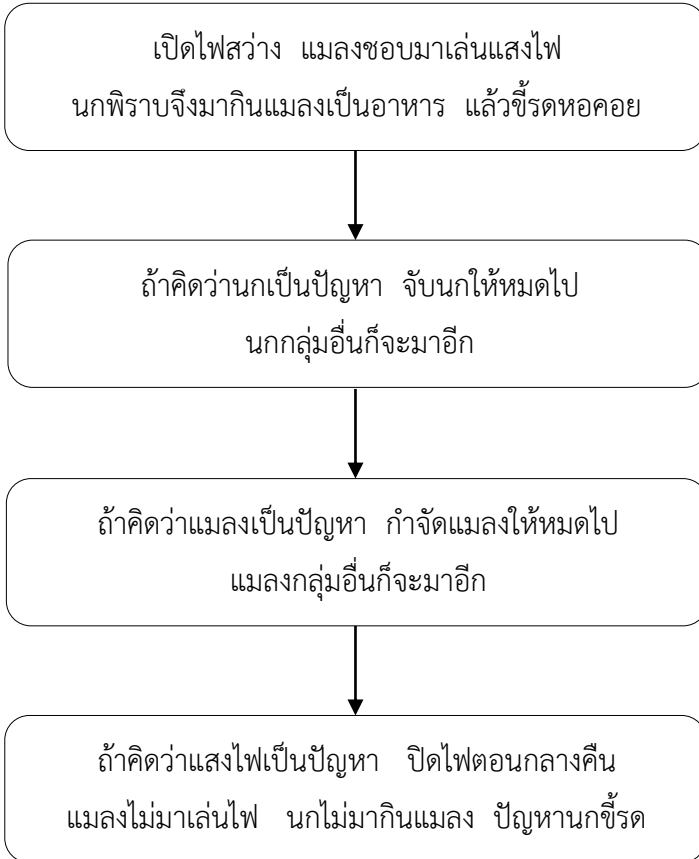 เปิดไฟสว่าง แมลงชอบมาเล่นแสงไฟ
นกพิราบจึงมากินแมลงเป็นอาหาร แล้วขี้รดหอคอย
ถ้าคิดว่านกเป็นปัญหา จับนกให้หมดไป
นกกลุ่มอื่นก็จะมาอีก
ถ้าคิดว่าแมลงเป็นปัญหา กำจัดแมลงให้หมดไป
แมลงกลุ่มอื่นก็จะมาอีก
ถ้าคิดว่าแสงไฟเป็นปัญหา ปิดไฟตอนกลางคืน
แมลงไม่มาเล่นไฟ นกไม่มากินแมลง ปัญหานกขี้รด